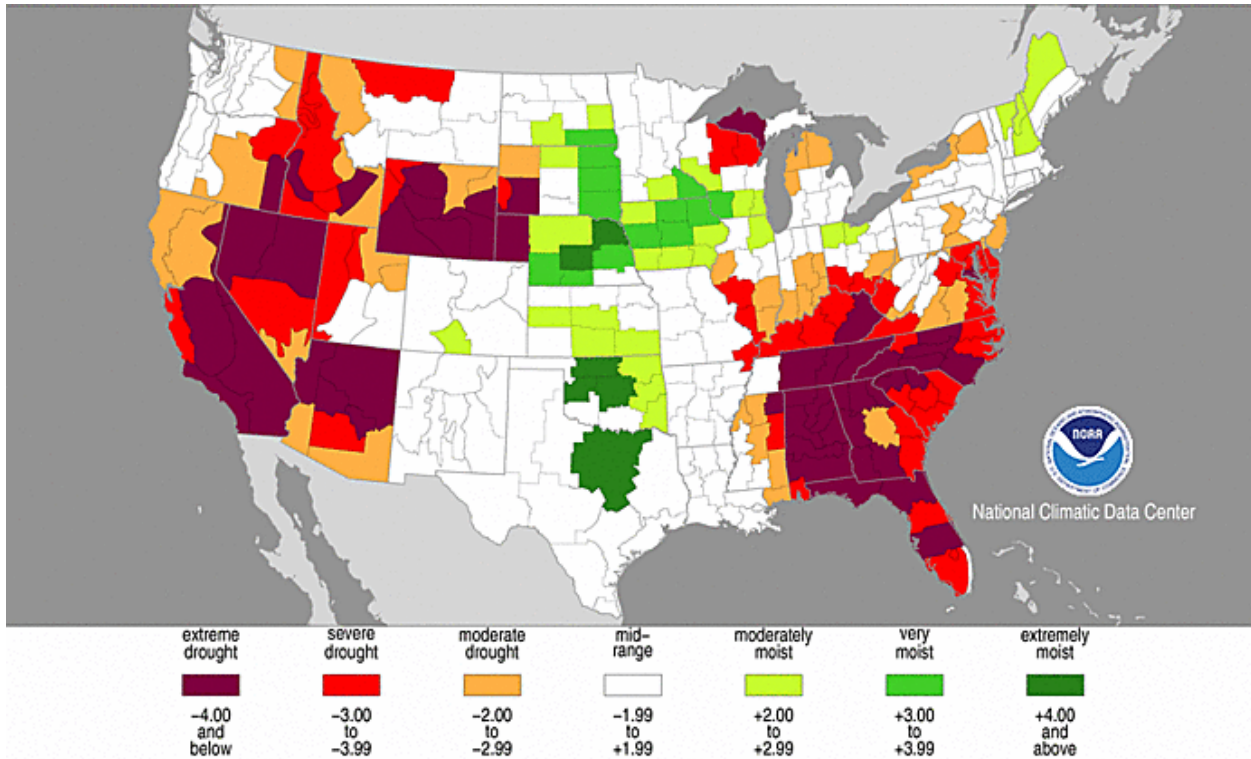 NOAA
National Climatic Data Center
extreme
drought
severe
drought
moderate
drought
mid-
range
moderately
moist
very
moist
extremely
moist
−4.00
and
below
−3.00
to
−3.99
−2.00
to
−2.99
−1.99
to
+1.99
+2.00
to
+2.99
+3.00
to
+3.99
+4.00
and
above